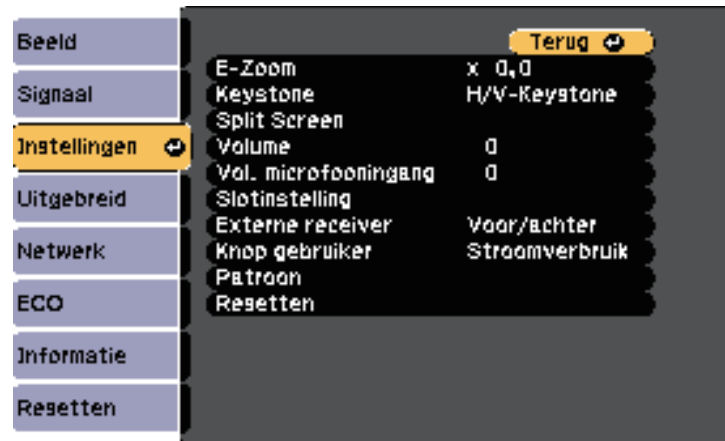 Beeld
Signaal
Instellingen
Uitgebreid
Netwerk
ECO
Informatie
Resetten
Terug
E-Zoom x 0,0
Keystone H/V-Keystone
Split Screen
Volume 0
Vol. microfooningang 0
Slotinstelling
Externe receiver Voor/achter
Knop gebruiker Stroomverbruik
Patroon
Resetten